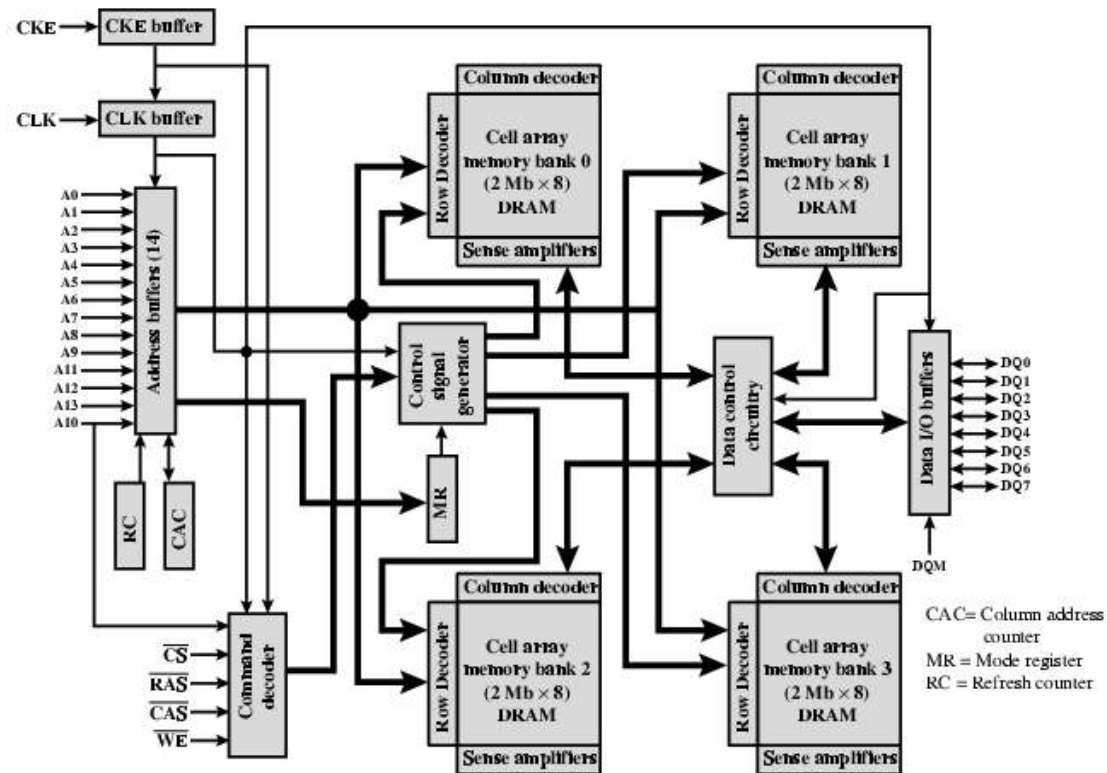 CKE
CKE buffer
CLK
CLK buffer
A0
A1
A2
A3
A4
A5
A6
A7
A8
A9
A11
A12
A13
A10
Address buffers (14)
RC
CAC
CS
RAS
CAS
WE
Command
decoder
Control
signal
generator
MR
Column decoder
Row Decoder
Cell array
memory bank 0
(2 Mb × 8)
DRAM
Sense amplifiers
Column decoder
Row Decoder
Cell array
memory bank 1
(2 Mb × 8)
DRAM
Sense amplifiers
Data control
circuitry
Data I/O buffers
DQ0
DQ1
DQ2
DQ3
DQ4
DQ5
DQ6
DQ7
DQM
Column decoder
Row Decoder
Cell array
memory bank 2
(2 Mb × 8)
DRAM
Sense amplifiers
Column decoder
Row Decoder
Cell array
memory bank 3
(2 Mb × 8)
DRAM
Sense amplifiers
CAC= Column address
counter
MR = Mode register
RC = Refresh counter